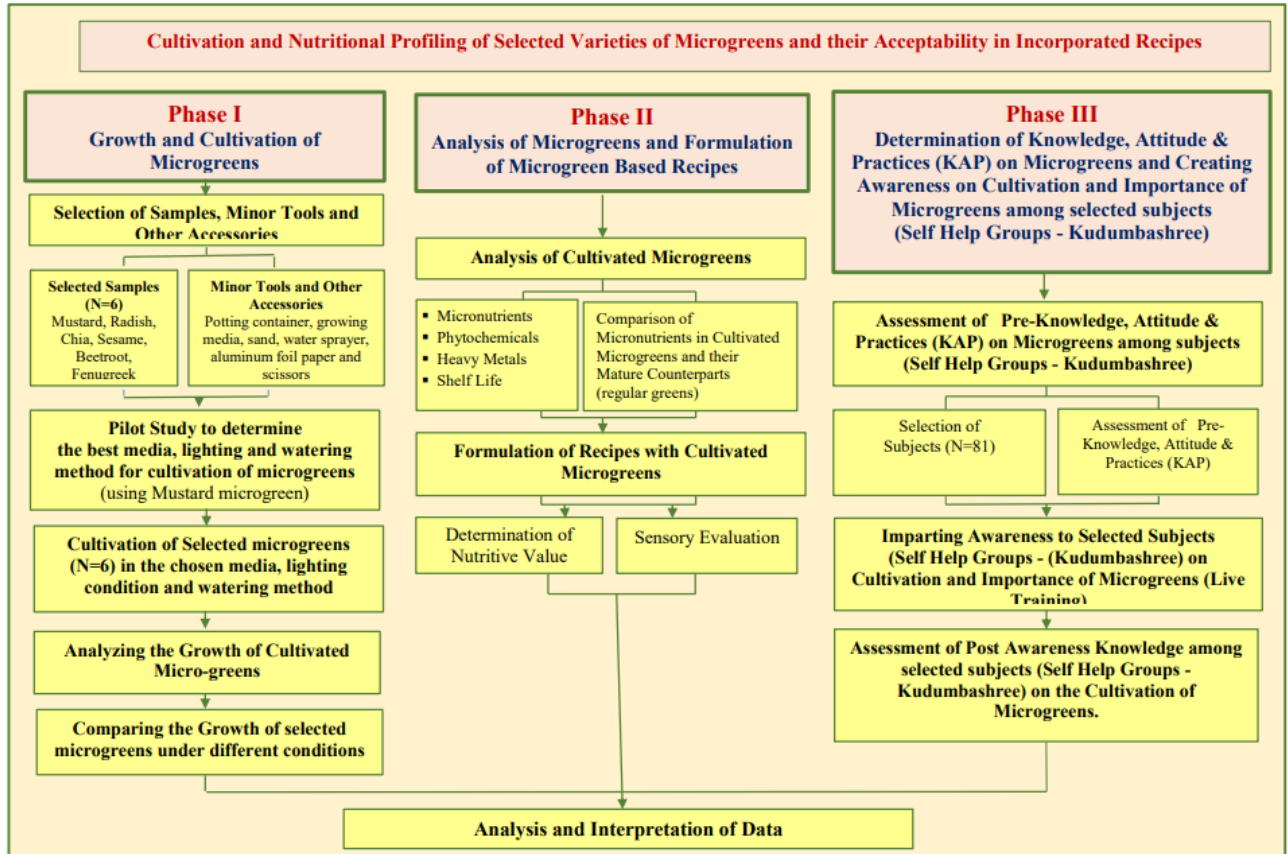 Cultivation and Nutritional Profiling of Selected Varieties of Microgreens and their Acceptability in Incorporated Recipes
Phase I
Growth and Cultivation of
Microgreens
Selection of Samples, Minor Tools and
Other Accessories
Selected Samples
(N=6)
Mustard, Radish,
Chia, Sesame,
Beetroot,
Fenugreek
Minor Tools and Other
Accessories
Potting container, growing
media, sand, water sprayer,
aluminum foil paper and
scissors
Pilot Study to determine
the best media, lighting and watering
method for cultivation of microgreens
(using Mustard microgreen)
Cultivation of Selected microgreens
(N=6) in the chosen media, lighting
condition and watering method
Analyzing the Growth of Cultivated
Micro-greens
Comparing the Growth of selected
microgreens under different conditions
Phase II
Analysis of Microgreens and Formulation
of Microgreen Based Recipes
Analysis of Cultivated Microgreens
▪ Micronutrients
▪ Phytochemicals
▪ Heavy Metals
▪ Shelf Life
Comparison of
Micronutrients in Cultivated
Microgreens and their
Mature Counterparts
(regular greens)
Formulation of Recipes with Cultivated
Microgreens
Determination of
Nutritive Value
Sensory Evaluation
Phase III
Determination of Knowledge, Attitude &
Practices (KAP) on Microgreens and Creating
Awareness on Cultivation and Importance of
Microgreens among selected subjects
(Self Help Groups - Kudumbashree)
Assessment of Pre-Knowledge, Attitude &
Practices (KAP) on Microgreens among subjects
(Self Help Groups - Kudumbashree)
Selection of
Subjects (N=81)
Assessment of Pre-
Knowledge, Attitude &
Practices (KAP)
Imparting Awareness to Selected Subjects
(Self Help Groups - (Kudumbashree) on
Cultivation and Importance of Microgreens (Live
Training)
Assessment of Post Awareness Knowledge among
selected subjects (Self Help Groups -
Kudumbashree) on the Cultivation of
Microgreens.
Analysis and Interpretation of Data